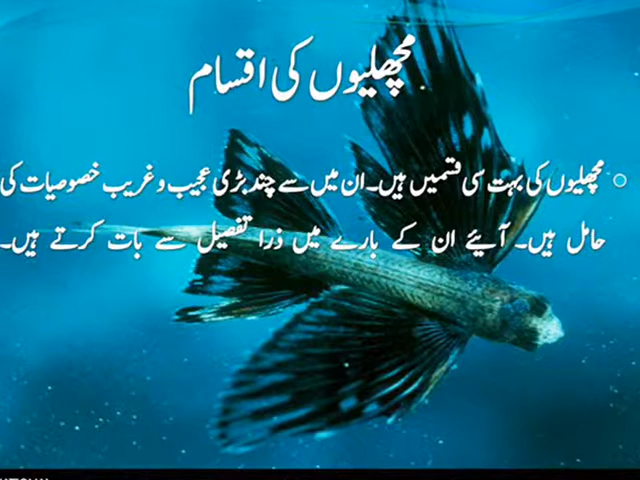 مچھلیوں کی اقسام
مچھلیوں کی بہت سی قسمیں ہیں۔ ان میں سے چند بڑی عجیب و غریب خصوصیات کی
حامل ہیں۔ آیئے ان کے بارے میں ذرا تفصیل سے بات کرتے ہیں۔